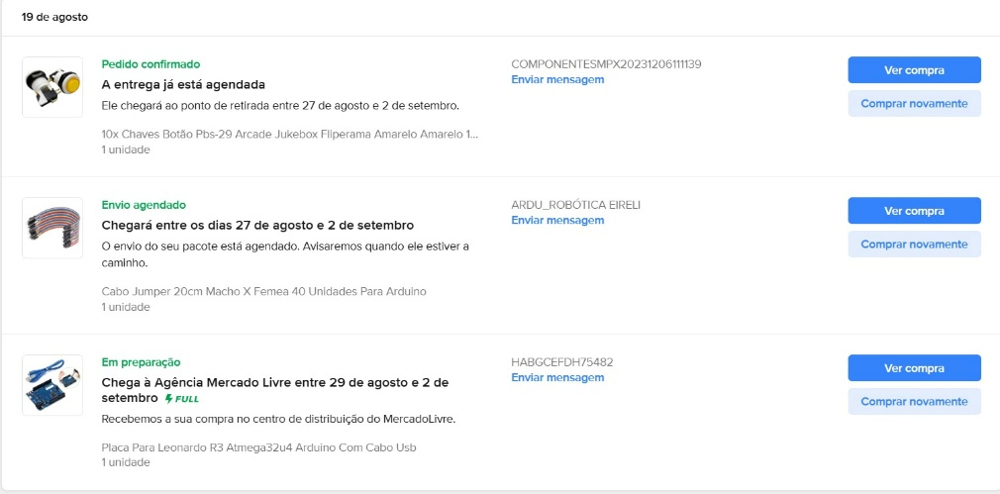 19 de agosto
Pedido confirmado
A entrega já está agendada
Ele chegará ao ponto de retirada entre 27 de agosto e 2 de setembro.
10x Chaves Botão Pbs-29 Arcade Jukebox Fliperama Amarelo Amarelo 1...
1 unidade
COMPONENTESMPX20231206111139
Enviar mensagem
Ver compra
Comprar novamente
Envio agendado
Chegará entre os dias 27 de agosto e 2 de setembro
O envio do seu pacote está agendado. Avisaremos quando ele estiver a
caminho.
Cabo Jumper 20cm Macho X Femea 40 Unidades Para Arduino
1 unidade
ARDU_ROBÓTICA EIRELI
Enviar mensagem
Ver compra
Comprar novamente
Em preparação
Chega à Agência Mercado Livre entre 29 de agosto e 2 de
setembro FULL
Recebemos a sua compra no centro de distribuição do MercadoLivre.
Placa Para Leonardo R3 Atmega32u4 Arduino Com Cabo Usb
1 unidade
HABGCEFDH75482
Enviar mensagem
Ver compra
Comprar novamente